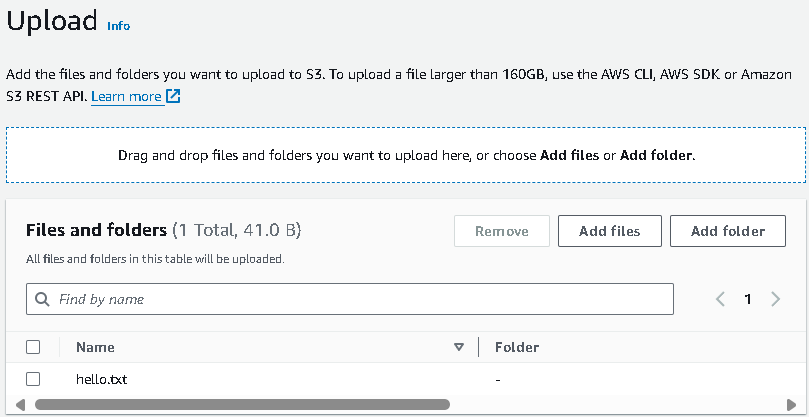 Upload Info
Add the files and folders you want to upload to S3. To upload a file larger than 160GB, use the AWS CLI, AWS SDK or Amazon
S3 REST API. Learn more
Drag and drop files and folders you want to upload here, or choose Add files or Add folder.
Files and folders (1 Total, 41.0 B)
Remove
Add files
Add folder
All files and folders in this table will be uploaded.
Find by name
1
Name
Folder
hello.txt
-